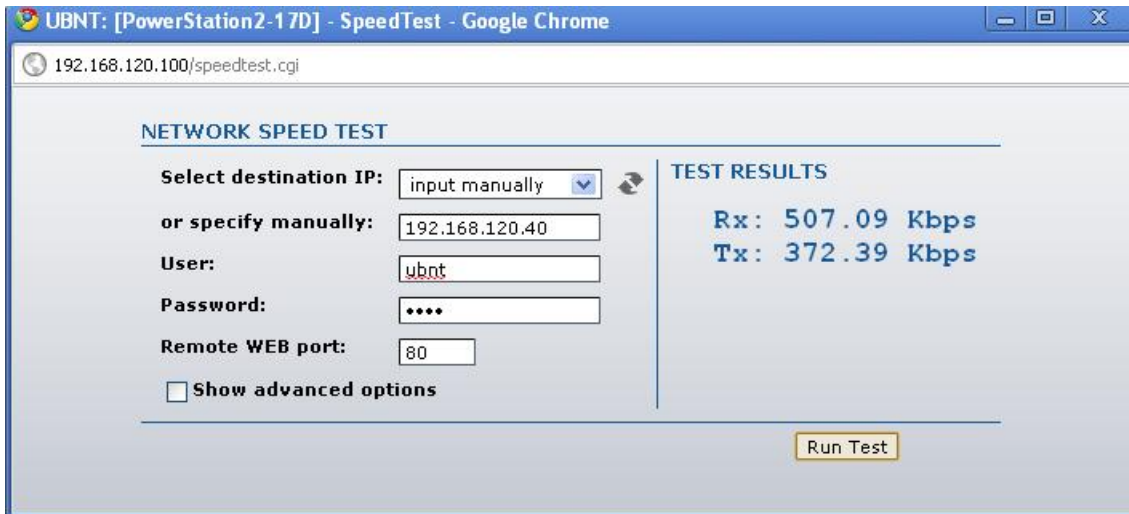 UBNT: [PowerStation2-17D] - SpeedTest - Google Chrome
192.168.120.100/speedtest.cgi
NETWORK SPEED TEST
Select destination IP: input manually
or specify manually: 192.168.120.40
User: ubnt
Password: ••••
Remote WEB port: 80
Show advanced options
TEST RESULTS
Rx: 507.09 Kbps
Tx: 372.39 Kbps
Run Test